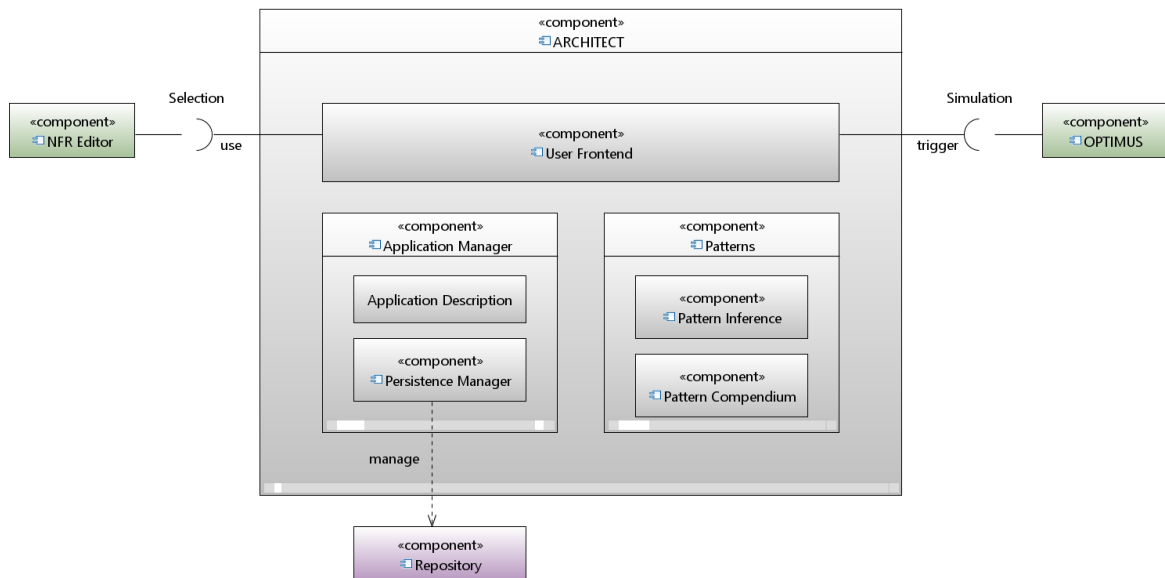 «component»
ARCHITECT
Selection
Simulation
«component»
NFR Editor
use
«component»
User Frontend
trigger
«component»
OPTIMUS
«component»
Application Manager
«component»
Patterns
Application Description
«component»
Pattern Inference
«component»
Persistence Manager
«component»
Pattern Compendium
manage
«component»
Repository